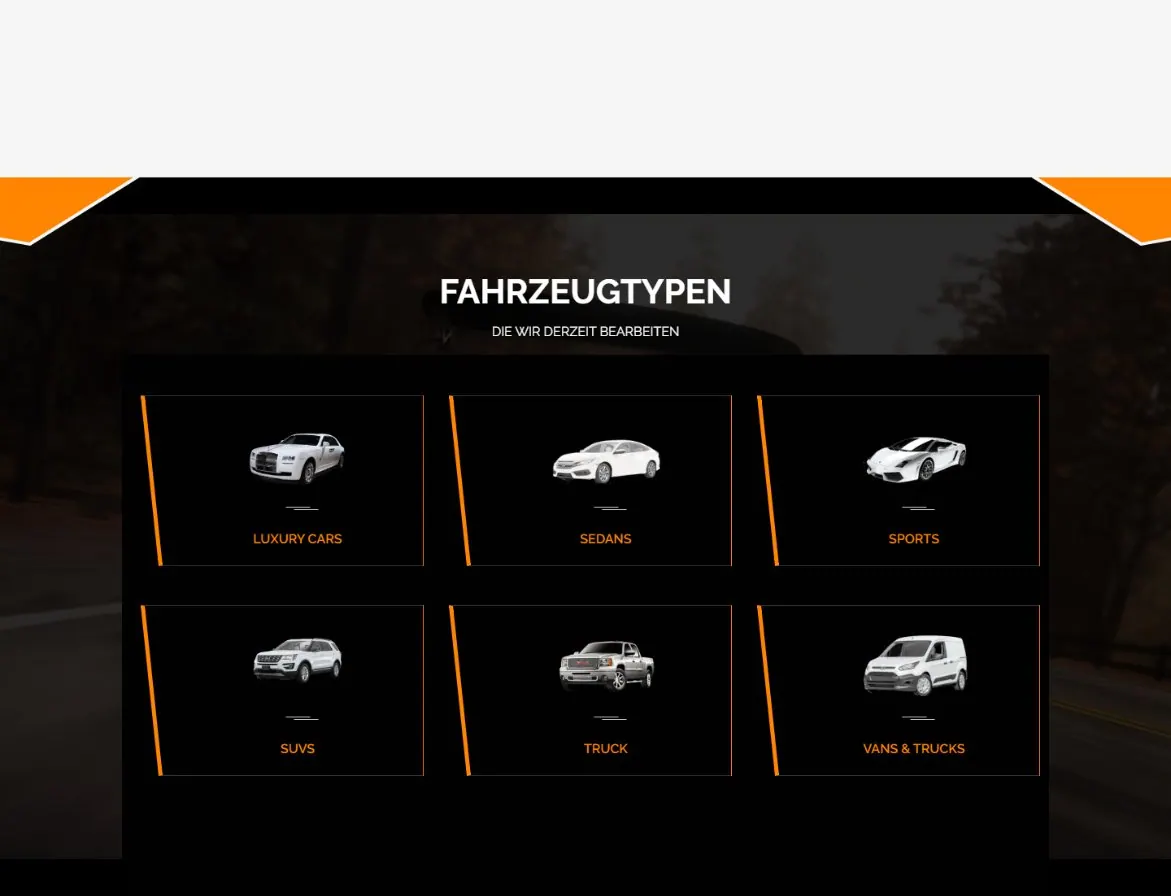 FAHRZEUGTYPEN
DIE WIR DERZEIT BEARBEITEN
LUXURY CARS
SEDANS
SPORTS
SUVS
TRUCK
VANS & TRUCKS